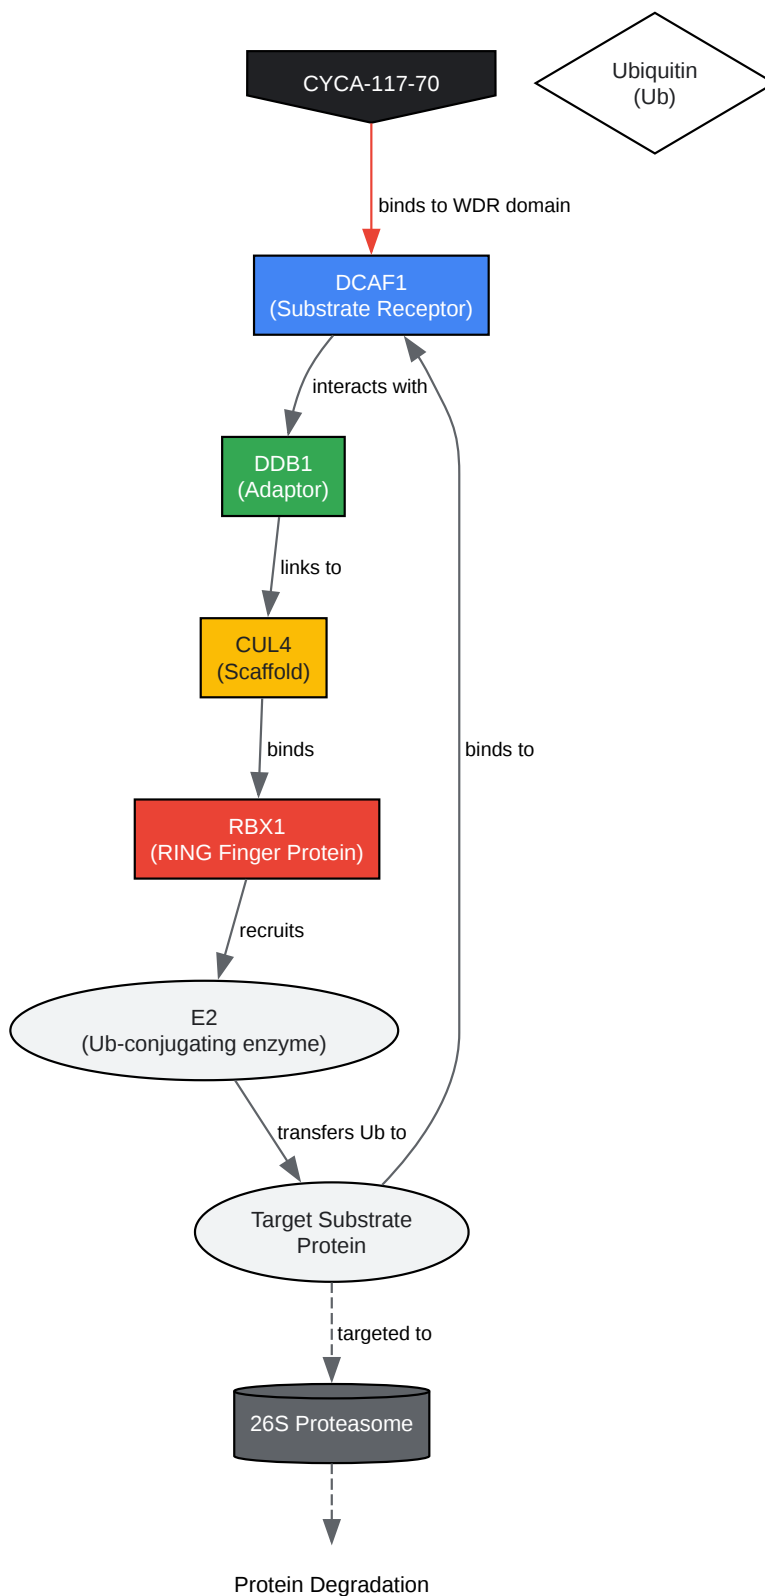 CYCA-117-70
Ubiquitin
(Ub)
binds to WDR domain
DCAF1
(Substrate Receptor)
interacts with
DDB1
(Adaptor)
links to
CUL4
(Scaffold)
binds
binds to
RBX1
(RING Finger Protein)
recruits
E2
(Ub-conjugating enzyme)
transfers Ub to
Target Substrate
Protein
targeted to
26S Proteasome
Protein Degradation